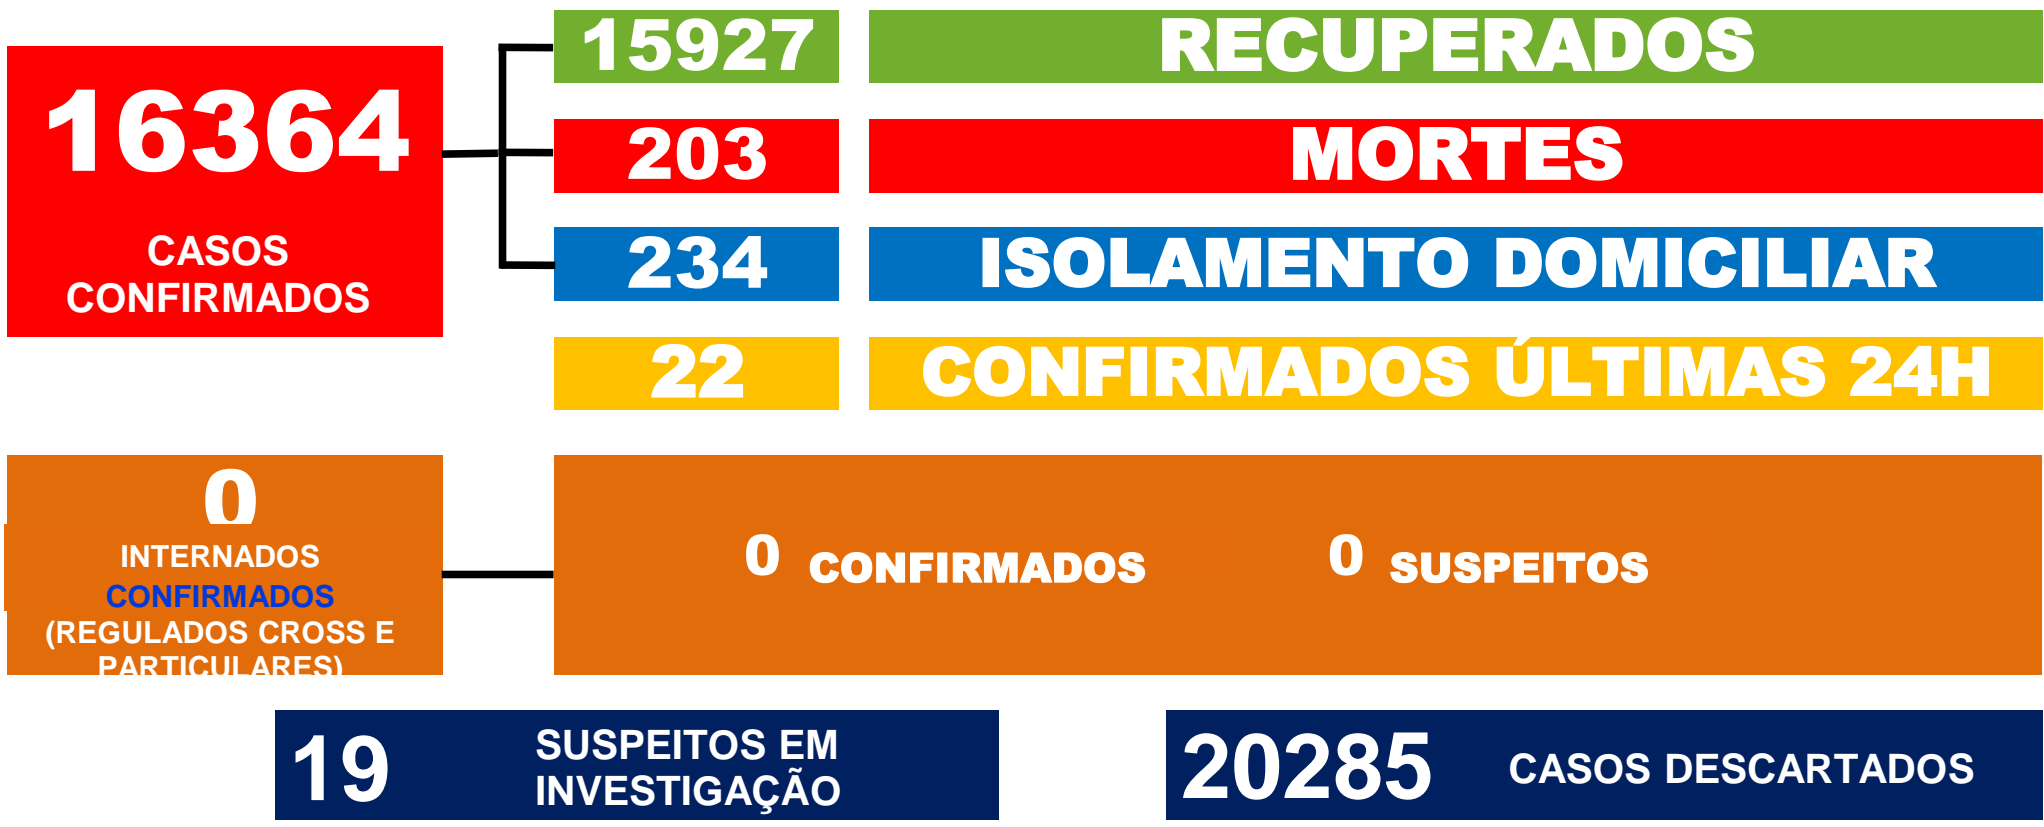 16364
CASOS
CONFIRMADOS
15927 RECUPERADOS
203 MORTES
234 ISOLAMENTO DOMICILIAR
22 CONFIRMADOS ÚLTIMAS 24H
0
INTERNADOS
CONFIRMADOS
(REGULADOS CROSS E
PARTICULARES)
0 CONFIRMADOS 0 SUSPEITOS
19 SUSPEITOS EM
INVESTIGAÇÃO
20285 CASOS DESCARTADOS